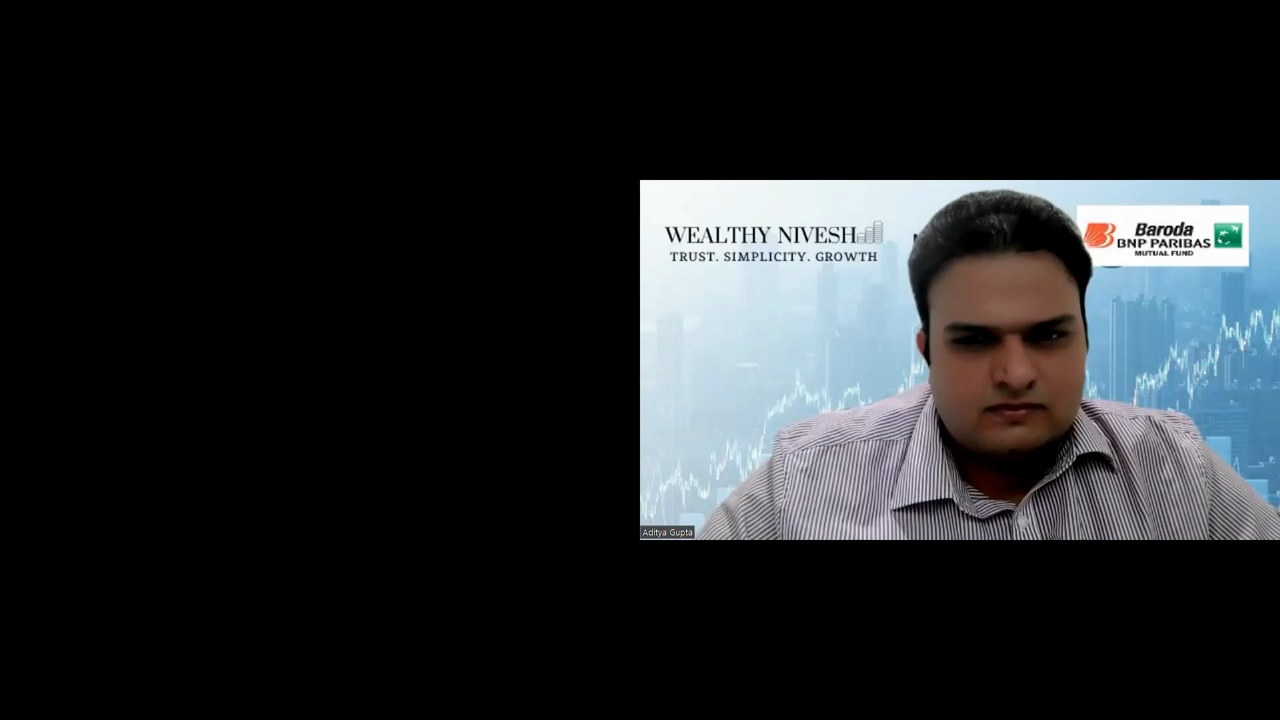 WEALTHY NIVESH
TRUST. SIMPLICITY. GROWTH
Baroda
BNP PARIBAS
MUTUAL FUND
Aditya Gupta